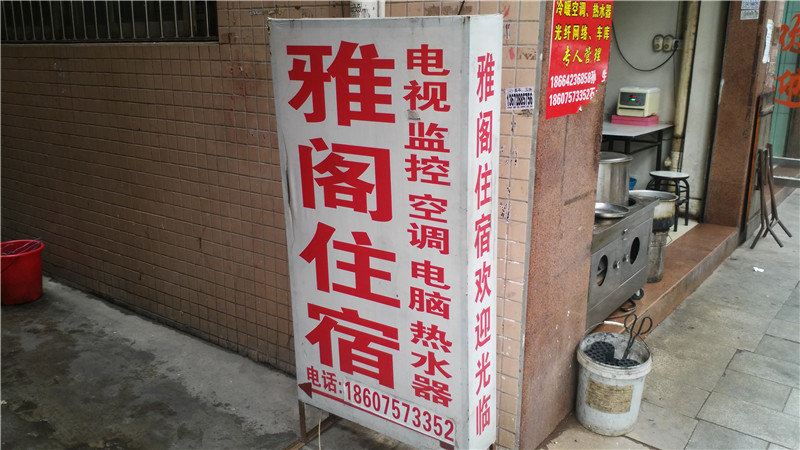 雅阁住宿
电视监控空调电脑热水器
电话:18607573352
雅阁住宿欢迎光临
冷暖空调、热水器
光纤网络、车库
专人管理
18607573352